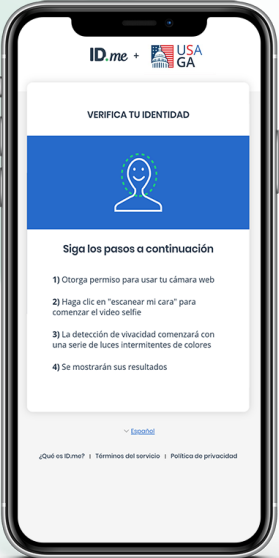 ID.me + USA
GA
VERIFICA TU IDENTIDAD
Siga los pasos a continuación
1) Otorga permiso para usar tu cámara web
2) Haga clic en "escanear mi cara" para
comenzar el video selfie
3) La detección de vivacidad comenzará con
una serie de luces intermitentes de colores
4) Se mostrarán sus resultados
Español
¿Qué es ID.me? | Términos del servicio | Política de privacidad